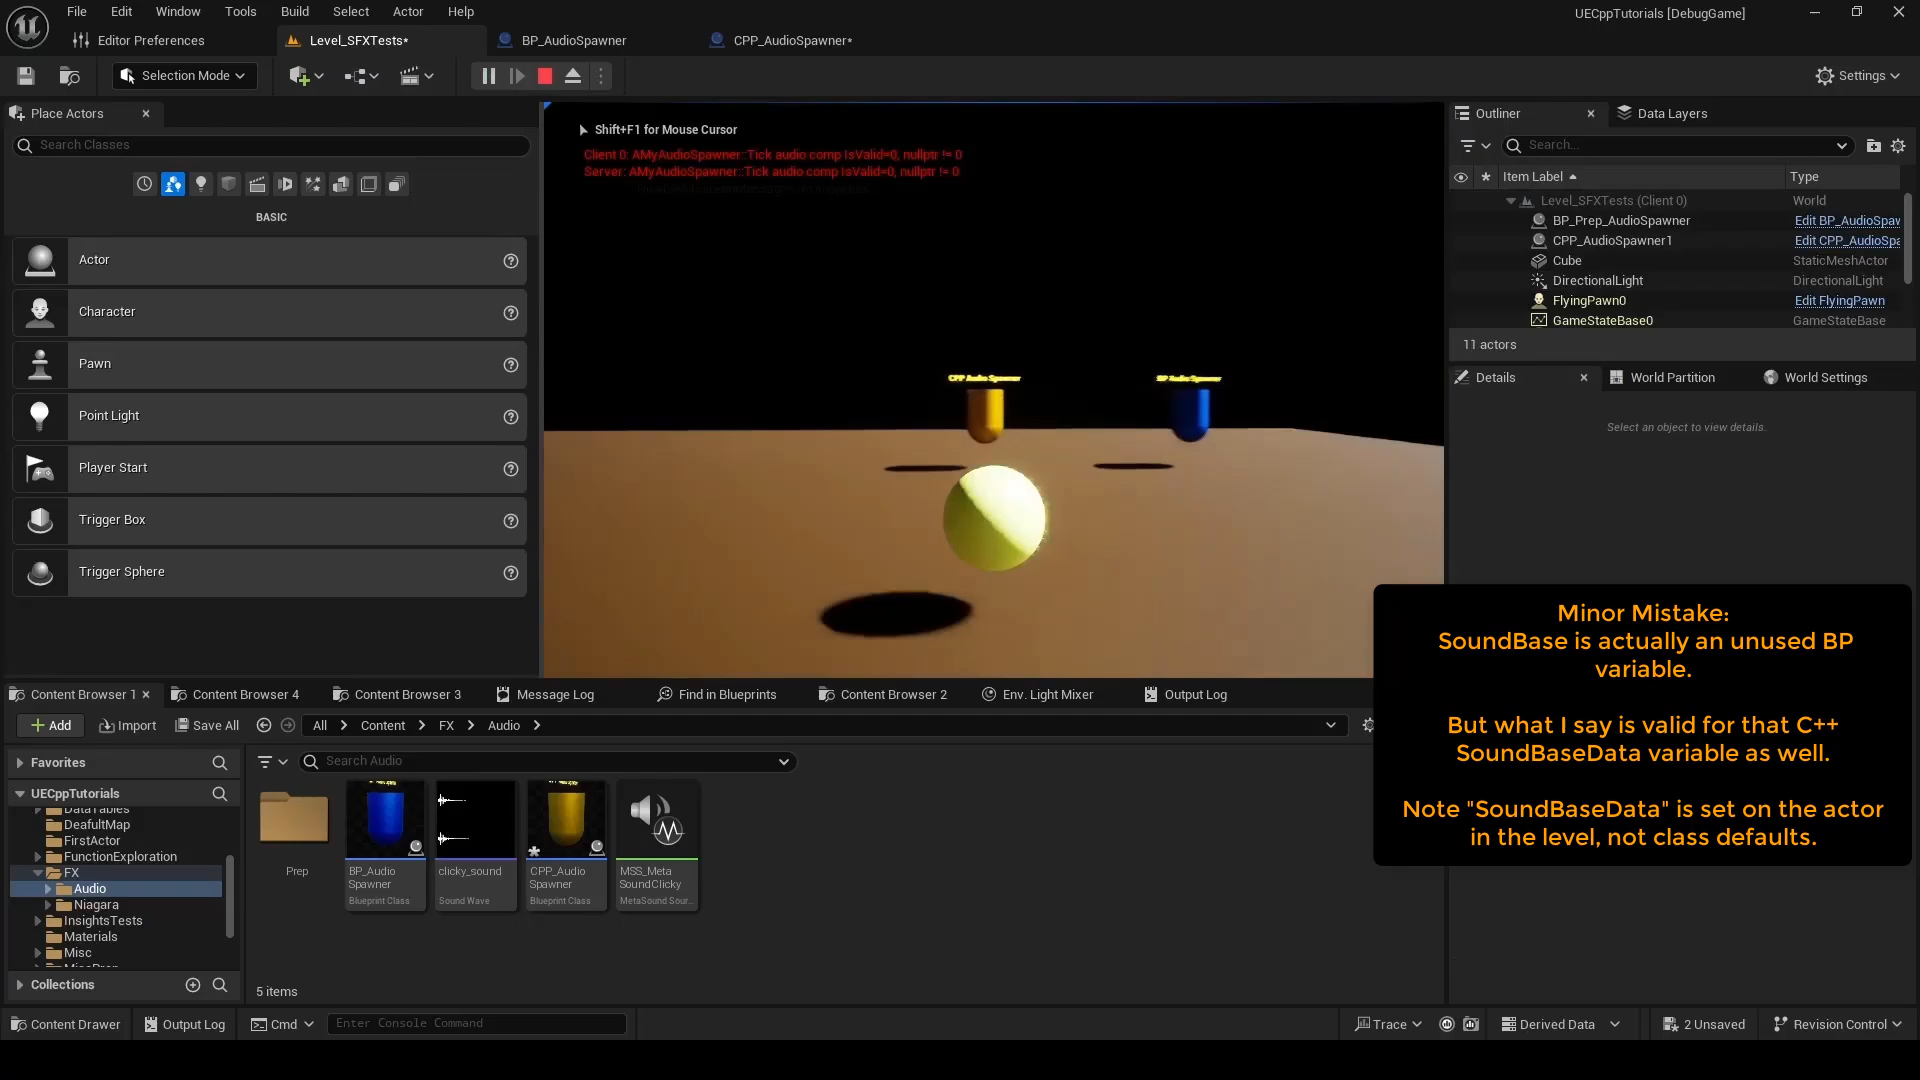 File Edit Window Tools Build Select Actor Help
UECppTutorials [DebugGame]
Editor Preferences
Level_SFXTests*
BP_AudioSpawner
CPP_AudioSpawner*
Selection Mode
Settings
Place Actors
Search Classes
BASIC
Actor
Character
Pawn
Point Light
Player Start
Trigger Box
Trigger Sphere
Shift+F1 for Mouse Cursor
Client 0: AMyAudioSpawner::Tick audio comp IsValid=0, nullptr != 0
Server: AMyAudioSpawner::Tick audio comp IsValid=0, nullptr != 0
CPP Audio Spawner
BP Audio Spawner
Outliner
Data Layers
Search...
Item Label
Type
Level_SFXTests (Client 0) World
BP_Prep_AudioSpawner Edit BP_AudioSpaw
CPP_AudioSpawner1 Edit CPP_AudioSpa
Cube StaticMeshActor
DirectionalLight DirectionalLight
FlyingPawn0 Edit FlyingPawn
GameStateBase0 GameStateBase
11 actors
Details
World Partition
World Settings
Select an object to view details.
Minor Mistake:
SoundBase is actually an unused BP
variable.
But what I say is valid for that C++
SoundBaseData variable as well.
Note "SoundBaseData" is set on the actor
in the level, not class defaults.
Content Browser 1
Content Browser 4
Content Browser 3
Message Log
Find in Blueprints
Content Browser 2
Env. Light Mixer
Output Log
Add
Import
Save All
All
Content
FX
Audio
Favorites
Search Audio
UECppTutorials
DataTables
DeafultMap
FirstActor
FunctionExploration
FX
Audio
Niagara
InsightsTests
Materials
Misc
Collections
Prep
BP_Audio
Spawner
Blueprint Class
clicky_sound
Sound Wave
CPP_Audio
Spawner
Blueprint Class
MSS_Meta
SoundClicky
MetaSound Sour...
5 items
Content Drawer
Output Log
Cmd
Enter Console Command
Trace
Derived Data
2 Unsaved
Revision Control